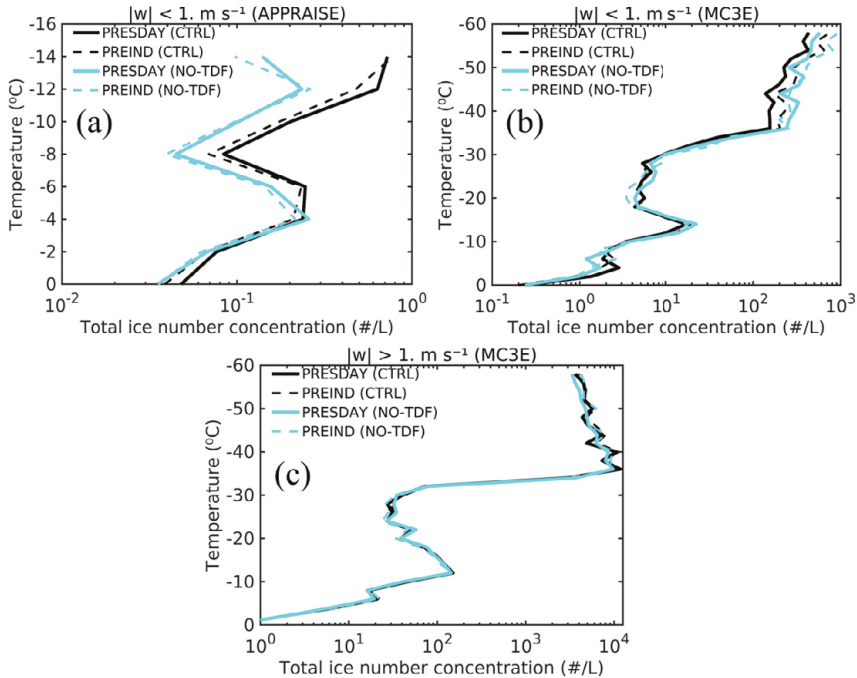 |w| < 1. m s⁻¹ (APPRAISE)
-16
-14
-12
-10
-8
-6
-4
-2
0
Temperature (⁰C)
PRESDAY (CTRL)
PREIND (CTRL)
PRESDAY (NO-TDF)
PREIND (NO-TDF)
(a)
10⁻² 10⁻¹ 10⁰
Total ice number concentration (#/L)
|w| < 1. m s⁻¹ (MC3E)
-60
-50
-40
-30
-20
-10
0
Temperature (⁰C)
PRESDAY (CTRL)
PREIND (CTRL)
PRESDAY (NO-TDF)
PREIND (NO-TDF)
(b)
10⁻¹ 10⁰ 10¹ 10² 10³
Total ice number concentration (#/L)
|w| > 1. m s⁻¹ (MC3E)
-60
-50
-40
-30
-20
-10
0
Temperature (⁰C)
PRESDAY (CTRL)
PREIND (CTRL)
PRESDAY (NO-TDF)
PREIND (NO-TDF)
(c)
10⁰ 10¹ 10² 10³ 10⁴
Total ice number concentration (#/L)